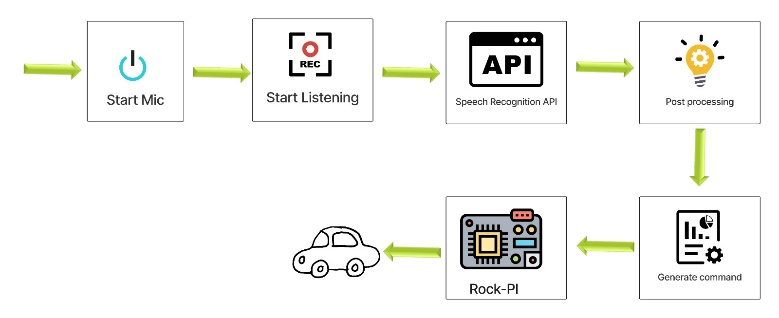 Start Mic
REC
Start Listening
API
Speech Recognition API
Post processing
Generate command
Rock-PI